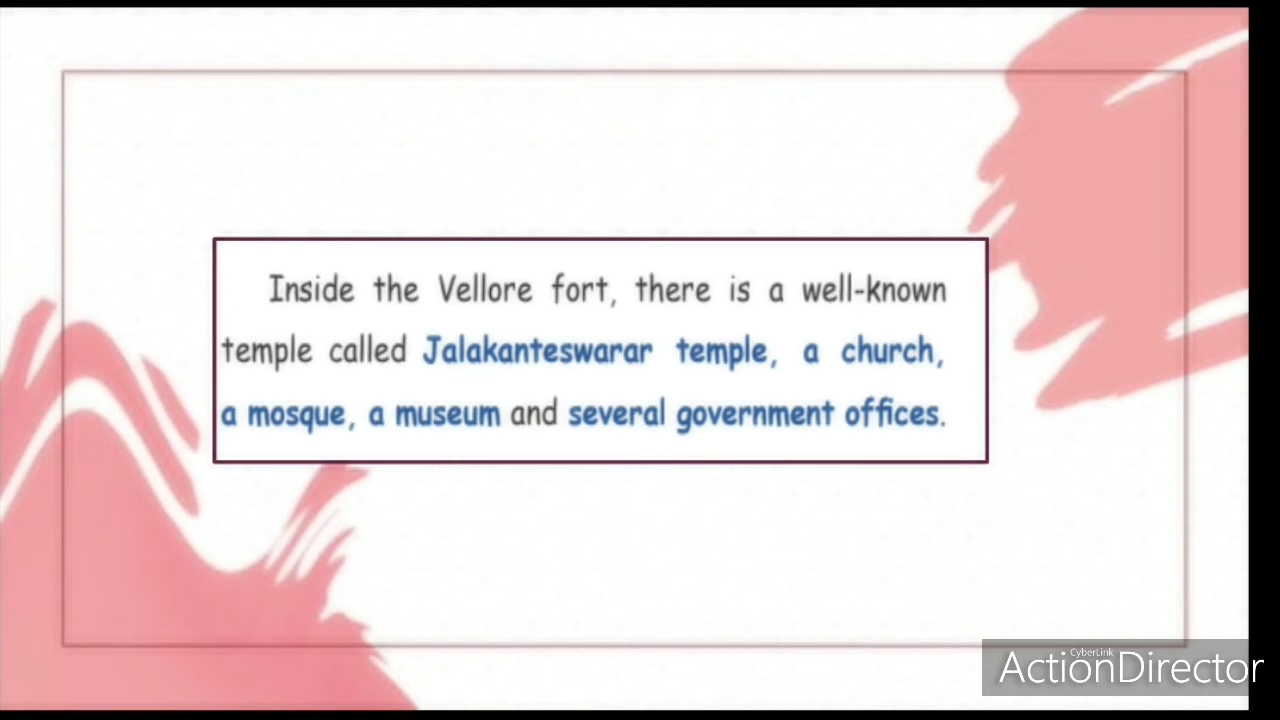 Inside the Vellore fort, there is a well-known
temple called Jalakanteswarar temple, a church,
a mosque, a museum and several government offices.
CyberLink
ActionDirector